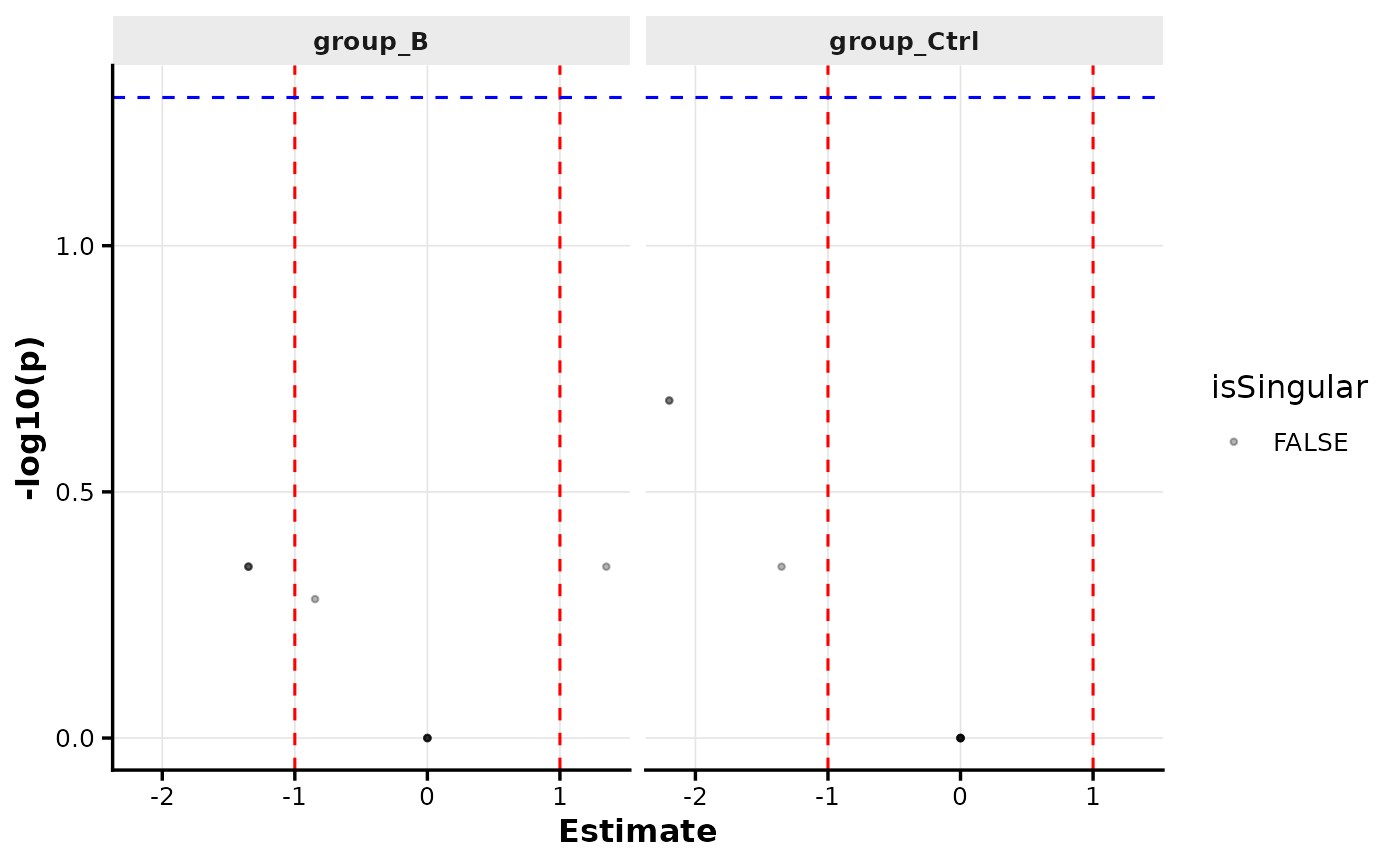 group_B
group_Ctrl
-log10(p)
1.0
0.5
0.0
-2 -1 0 1
-2 -1 0 1
Estimate
isSingular
FALSE